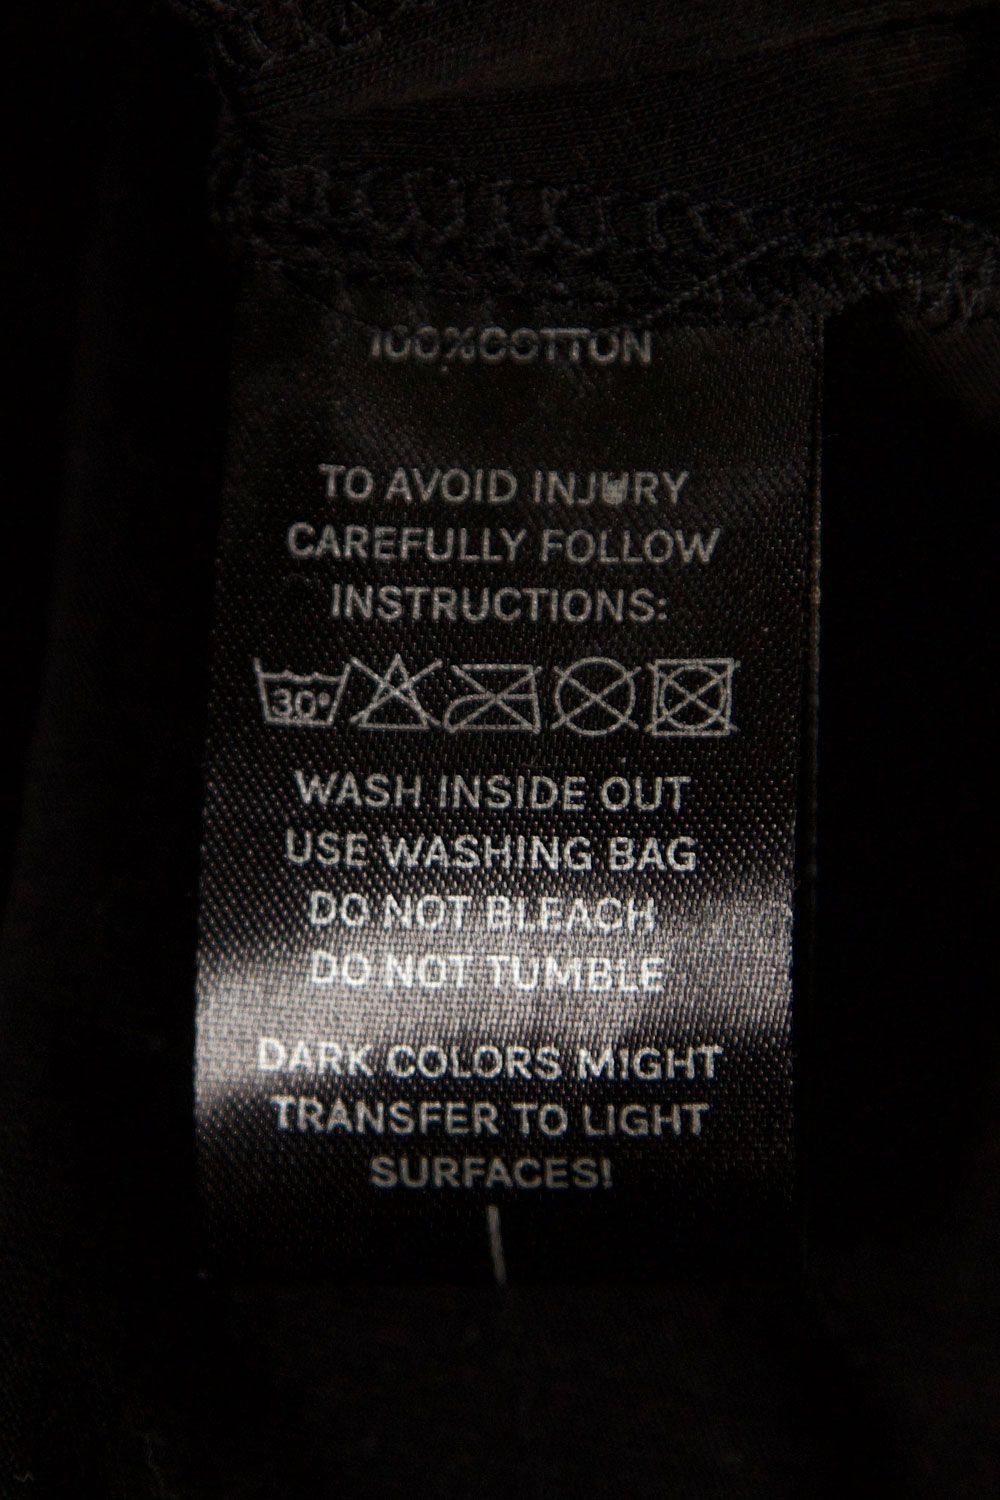 100%COTTON
TO AVOID INJURY
CAREFULLY FOLLOW
INSTRUCTIONS:
30°
WASH INSIDE OUT
USE WASHING BAG
DO NOT BLEACH
DO NOT TUMBLE
DARK COLORS MIGHT
TRANSFER TO LIGHT
SURFACES!